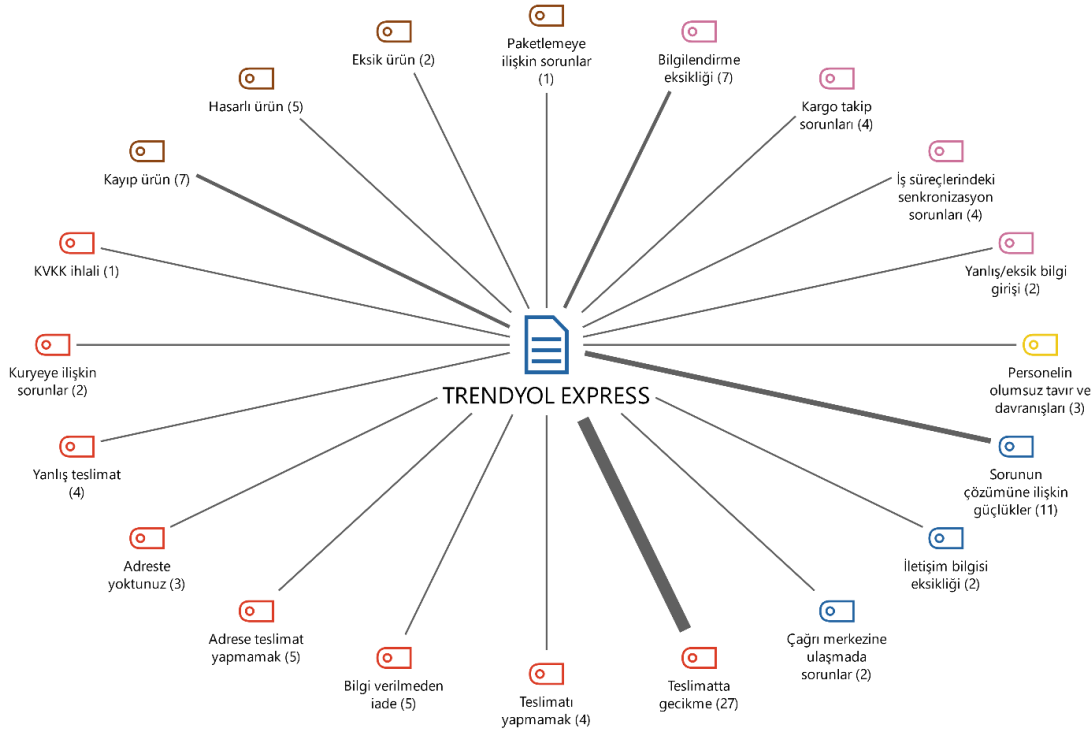 Paketlemeye
ilişkin sorunlar
(1)
Bilgilendirme
eksikliği (7)
Kargo takip
sorunları (4)
İş süreçlerindeki
senkronizasyon
sorunları (4)
Yanlış/eksik bilgi
girişi (2)
Personelin
olumsuz tavır ve
davranışları (3)
Sorunun
çözümüne ilişkin
güçlükler (11)
İletişim bilgisi
eksikliği (2)
Çağrı merkezine
ulaşmada
sorunlar (2)
Teslimatta
gecikme (27)
Teslimatı
yapmamak (4)
Bilgi verilmeden
iade (5)
Adrese teslimat
yapmamak (5)
Adreste
yoktunuz (3)
Yanlış teslimat
(4)
Kuryeye ilişkin
sorunlar (2)
KVKK ihlali (1)
Kayıp ürün (7)
Hasarlı ürün (5)
Eksik ürün (2)
TRENDYOL EXPRESS